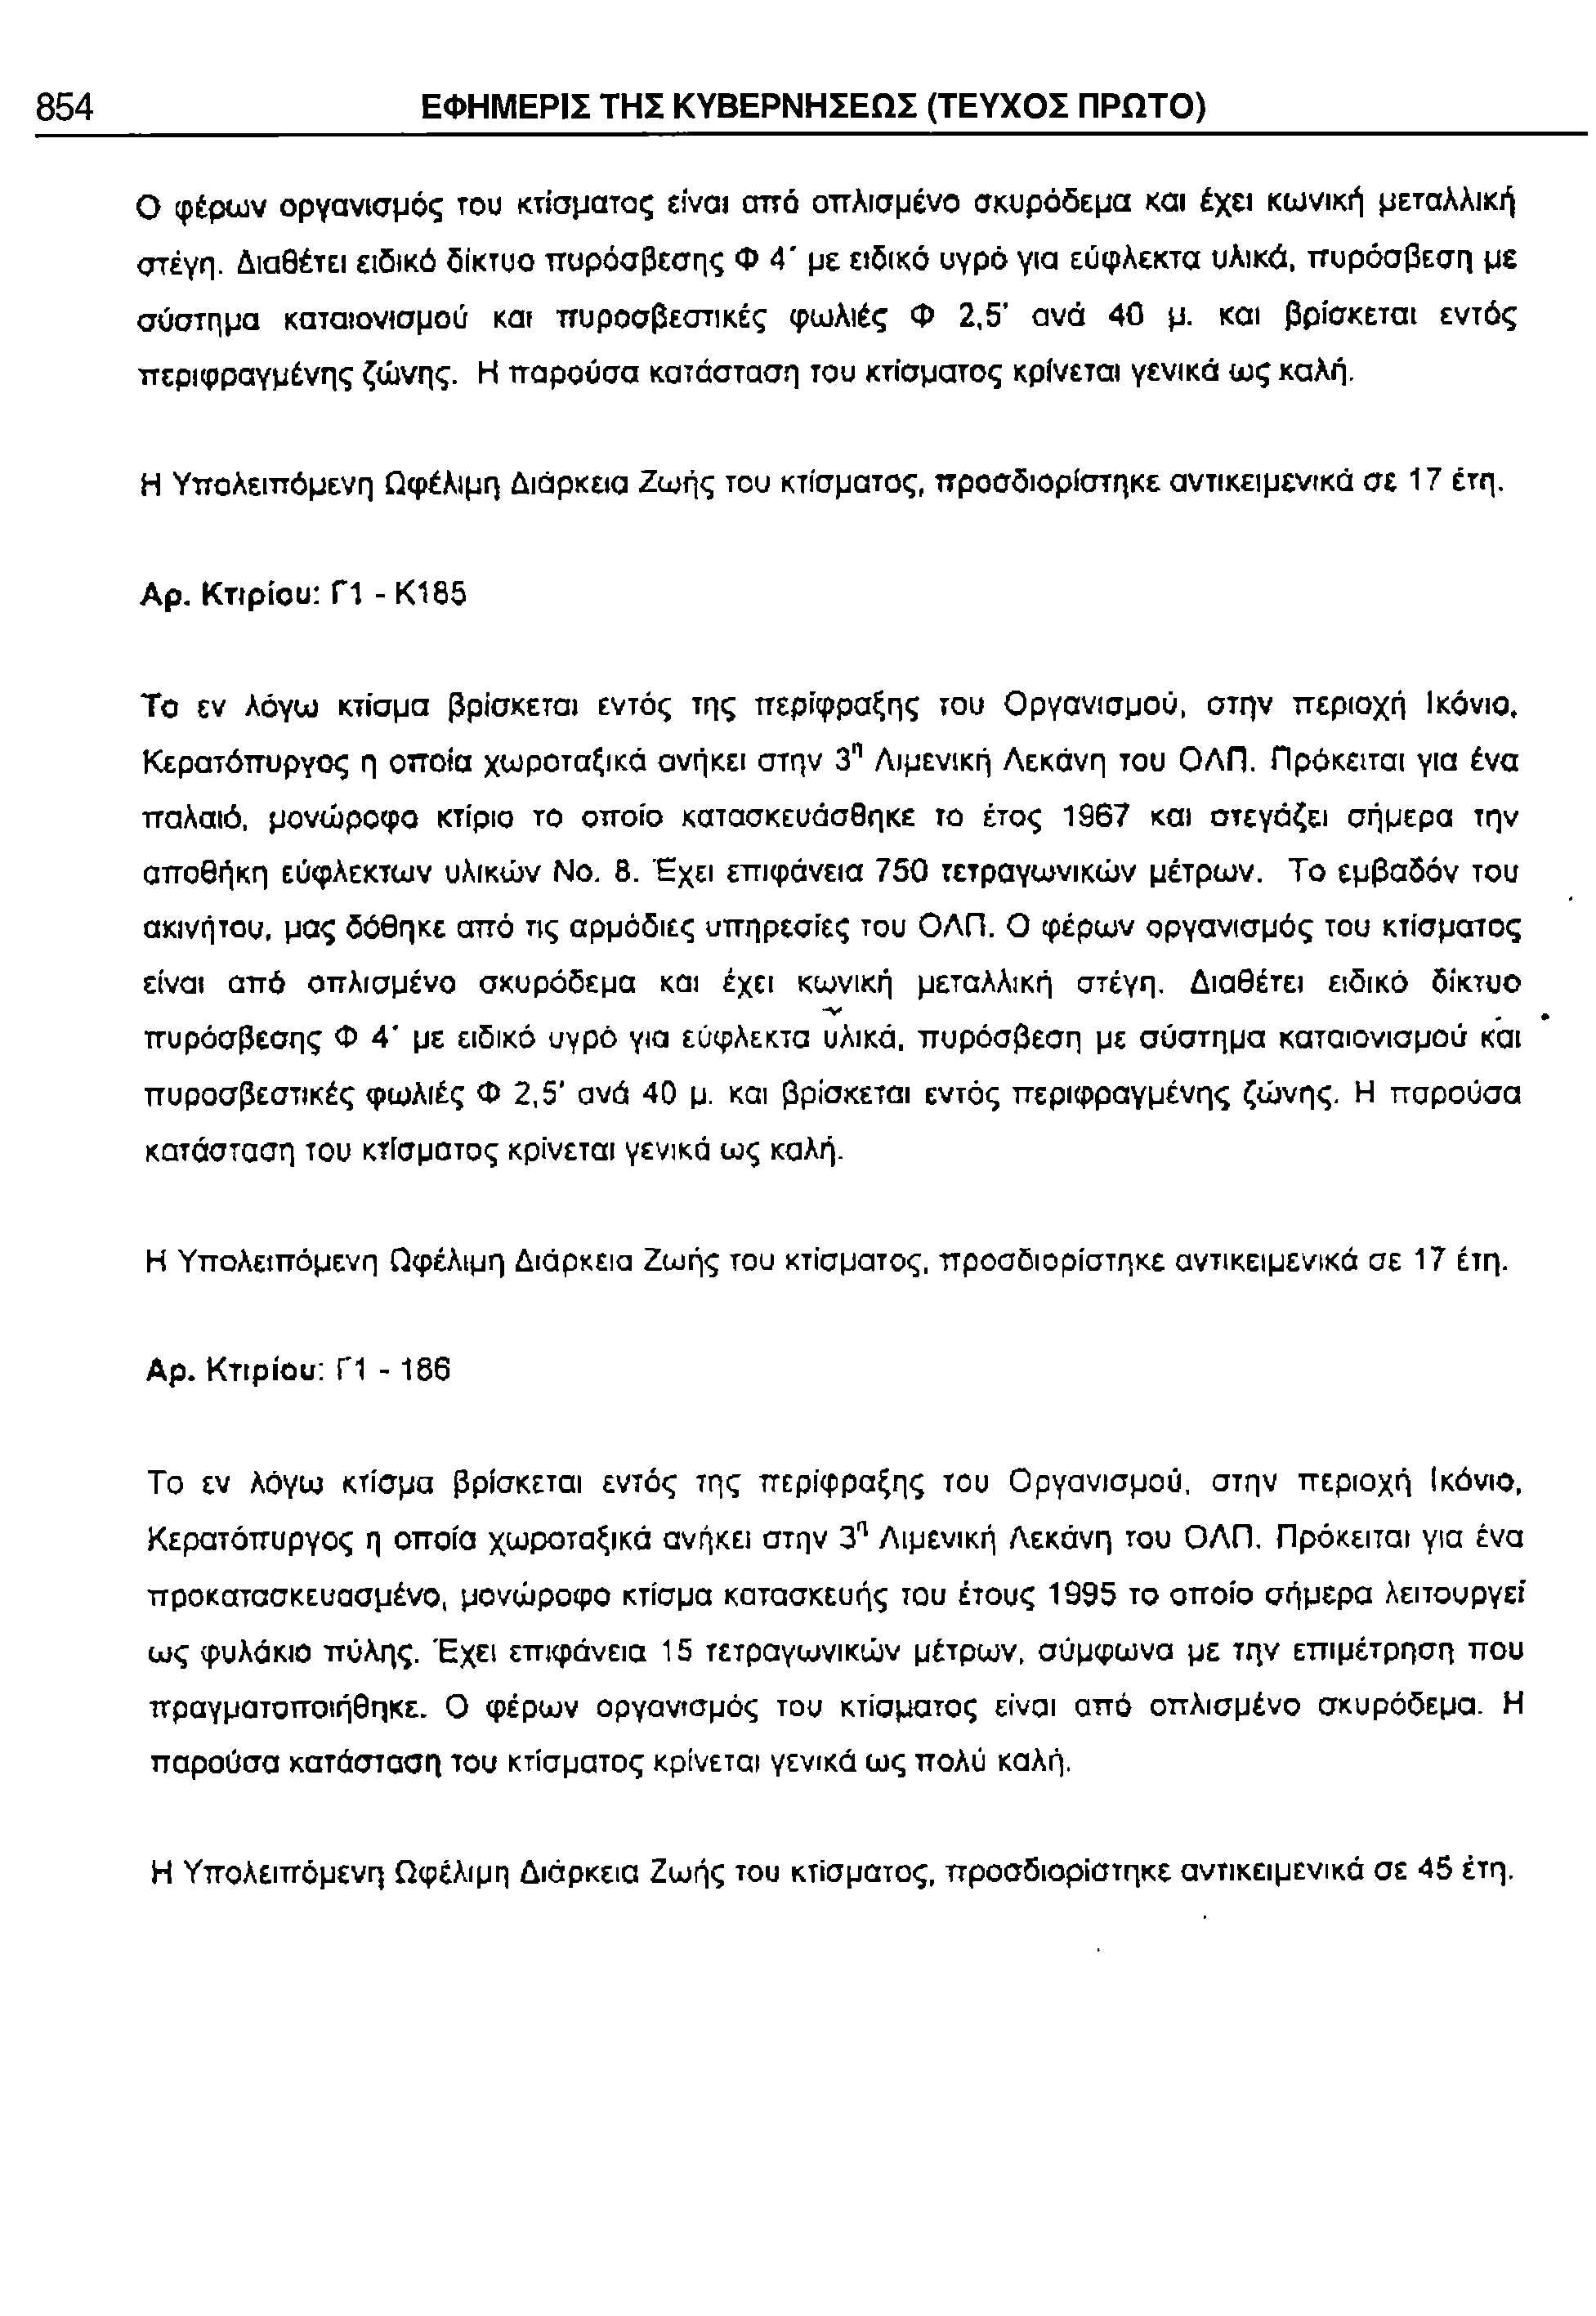 854 ΕΦΗΜΕΡΙΣ ΤΗΣ ΚΥΒΕΡΝΗΣΕΩΣ (ΤΕΥΧΟΣ ΠΡΩΤΟ)
Ο φέρων οργανισμός του κτίσματος είναι από οπλισμένο σκυρόδεμα και έχει κωνική μεταλλική
στέγη. Διαθέτει ειδικό δίκτυο πυρόσβεσης Φ 4' με ειδικό υγρό για εύφλεκτα υλικά, πυρόσβεση με
σύστημα καταιονισμού και πυροσβεστικές φωλιές Φ 2,5' ανά 40 μ. και βρίσκεται εντός
περιφραγμένης ζώνης. Η παρούσα κατάσταση του κτίσματος κρίνεται γενικά ως καλή.
Η Υπολειπόμενη Ωφέλιμη Διάρκεια Ζωής του κτίσματος, προσδιορίστηκε αντικειμενικά σε 17 έτη.
Αρ. Κτιρίου: Γ1 - Κ185
Το εν λόγω κτίσμα βρίσκεται εντός της περίφραξης του Οργανισμού, στην περιοχή Ικόνιο,
Κερατόπυργος η οποία χωροταξικά ανήκει στην 3η Λιμενική Λεκάνη του ΟΛΠ. Πρόκειται για ένα
παλαιό, μονώροφο κτίριο το οποίο κατασκευάσθηκε το έτος 1967 και στεγάζει σήμερα την
αποθήκη εύφλεκτων υλικών Νο. 8. Έχει επιφάνεια 750 τετραγωνικών μέτρων. Το εμβαδόν του
ακινήτου, μας δόθηκε από τις αρμόδιες υπηρεσίες του ΟΛΠ. Ο φέρων οργανισμός του κτίσματος
είναι από οπλισμένο σκυρόδεμα και έχει κωνική μεταλλική στέγη. Διαθέτει ειδικό δίκτυο
πυρόσβεσης Φ 4' με ειδικό υγρό για εύφλεκτα υλικά, πυρόσβεση με σύστημα καταιονισμού και
πυροσβεστικές φωλιές Φ 2,5' ανά 40 μ. και βρίσκεται εντός περιφραγμένης ζώνης. Η παρούσα
κατάσταση του κτίσματος κρίνεται γενικά ως καλή.
Η Υπολειπόμενη Ωφέλιμη Διάρκεια Ζωής του κτίσματος, προσδιορίστηκε αντικειμενικά σε 17 έτη.
Αρ. Κτιρίου: Γ1 - 186
Το εν λόγω κτίσμα βρίσκεται εντός της περίφραξης του Οργανισμού, στην περιοχή Ικόνιο,
Κερατόπυργος η οποία χωροταξικά ανήκει στην 3η Λιμενική Λεκάνη του ΟΛΠ. Πρόκειται για ένα
προκατασκευασμένο, μονώροφο κτίσμα κατασκευής του έτους 1995 το οποίο σήμερα λειτουργεί
ως φυλάκιο πύλης. Έχει επιφάνεια 15 τετραγωνικών μέτρων, σύμφωνα με την επιμέτρηση που
πραγματοποιήθηκε. Ο φέρων οργανισμός του κτίσματος είναι από οπλισμένο σκυρόδεμα. Η
παρούσα κατάσταση του κτίσματος κρίνεται γενικά ως πολύ καλή.
Η Υπολειπόμενη Ωφέλιμη Διάρκεια Ζωής του κτίσματος, προσδιορίστηκε αντικειμενικά σε 45 έτη.